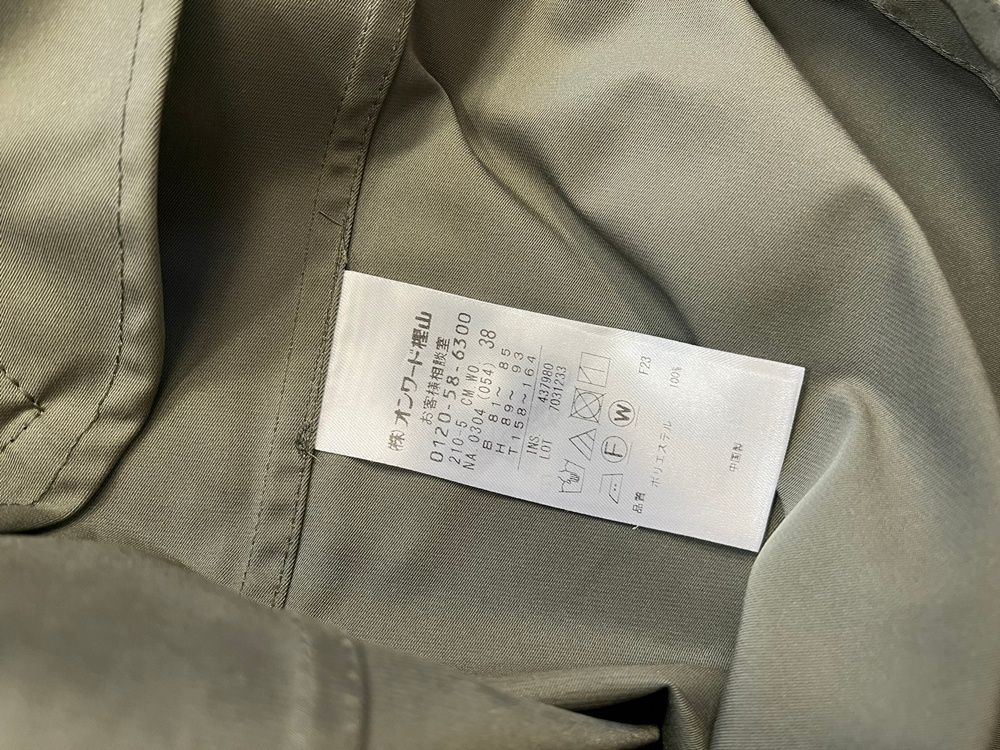 (株)オンワード樫山
お客様相談室
0120-58-6300
210-5 CM WO
NA 0304 (054) 38
B 81~ 85
H 89~ 93
T158~164
INS 437980
LOT 7031233
F W
F23
品質 ポリエステル 100%
中国製